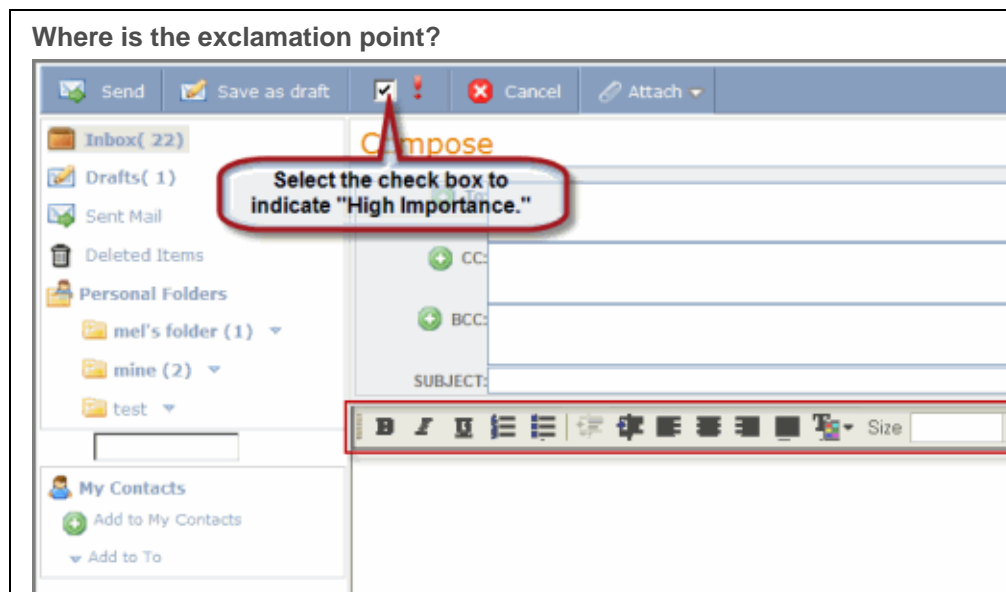 Where is the exclamation point?
Send Save as draft ! Cancel Attach
Inbox( 22)
Drafts( 1)
Sent Mail
Deleted Items
Personal Folders
mel's folder (1)
mine (2)
test
My Contacts
Add to My Contacts
Add to To
Compose
Select the check box to
indicate "High Importance."
To:
CC:
BCC:
SUBJECT:
B I U Size